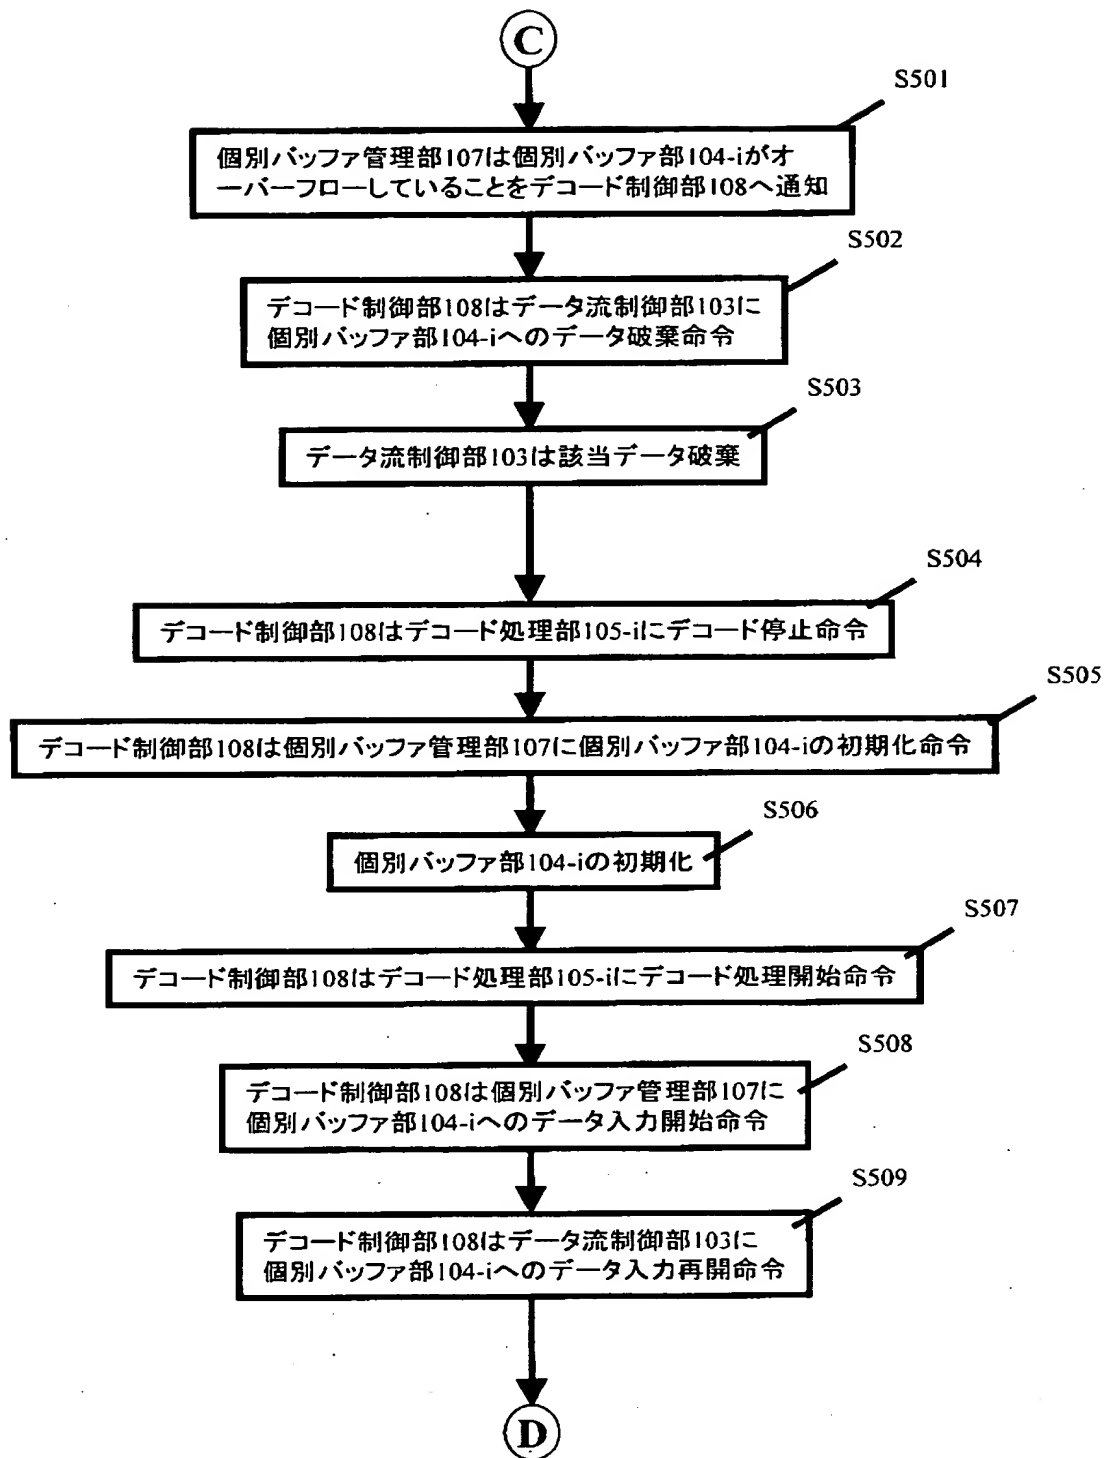 C
S501
個別バッファ管理部107は個別バッファ部104-iがオ
ーバーフローしていることをデコード制御部108へ通知
S502
デコード制御部108はデータ流制御部103に
個別バッファ部104-iへのデータ破棄命令
S503
データ流制御部103は該当データ破棄
S504
デコード制御部108はデコード処理部105-iにデコード停止命令
S505
デコード制御部108は個別バッファ管理部107に個別バッファ部104-iの初期化命令
S506
個別バッファ部104-iの初期化
S507
デコード制御部108はデコード処理部105-iにデコード処理開始命令
S508
デコード制御部108は個別バッファ管理部107に
個別バッファ部104-iへのデータ入力開始命令
S509
デコード制御部108はデータ流制御部103に
個別バッファ部104-iへのデータ入力再開命令
D